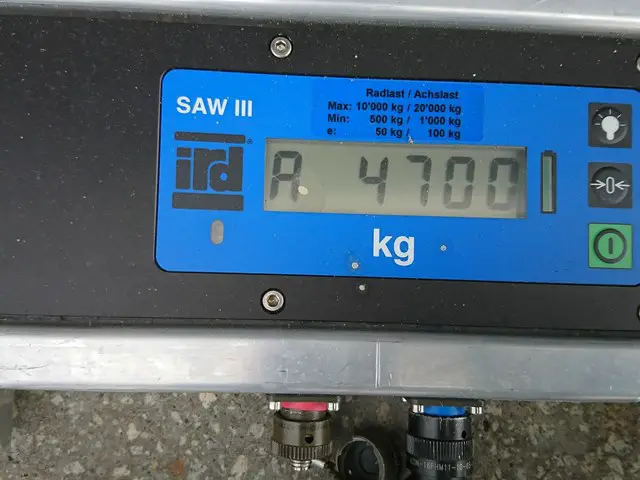 Radlast / Achslast
SAW III
Max: 10'000 kg / 20'000 kg
Min: 500 kg / 1'000 kg
e: 50 kg / 100 kg
ird
A 4700
>0<
kg